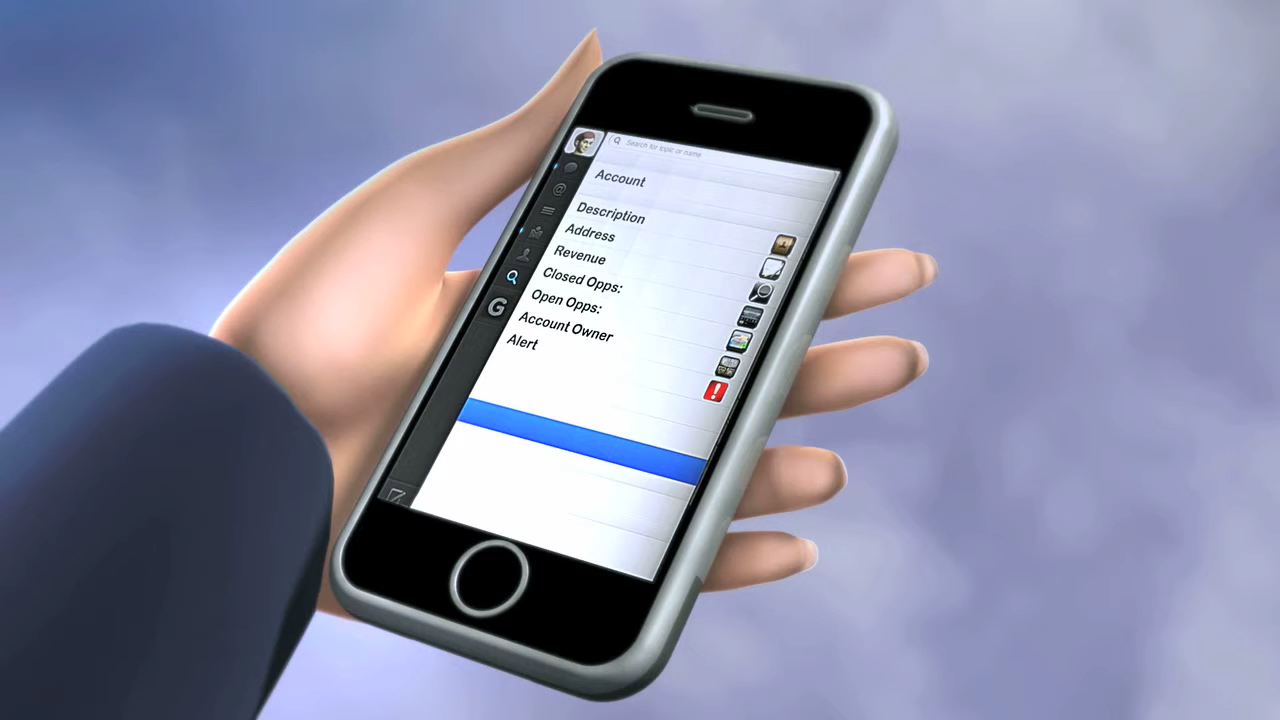 Search for topic or name
Account
Description
Address
Revenue
Closed Opps:
Open Opps:
Account Owner
Alert
@
G
!